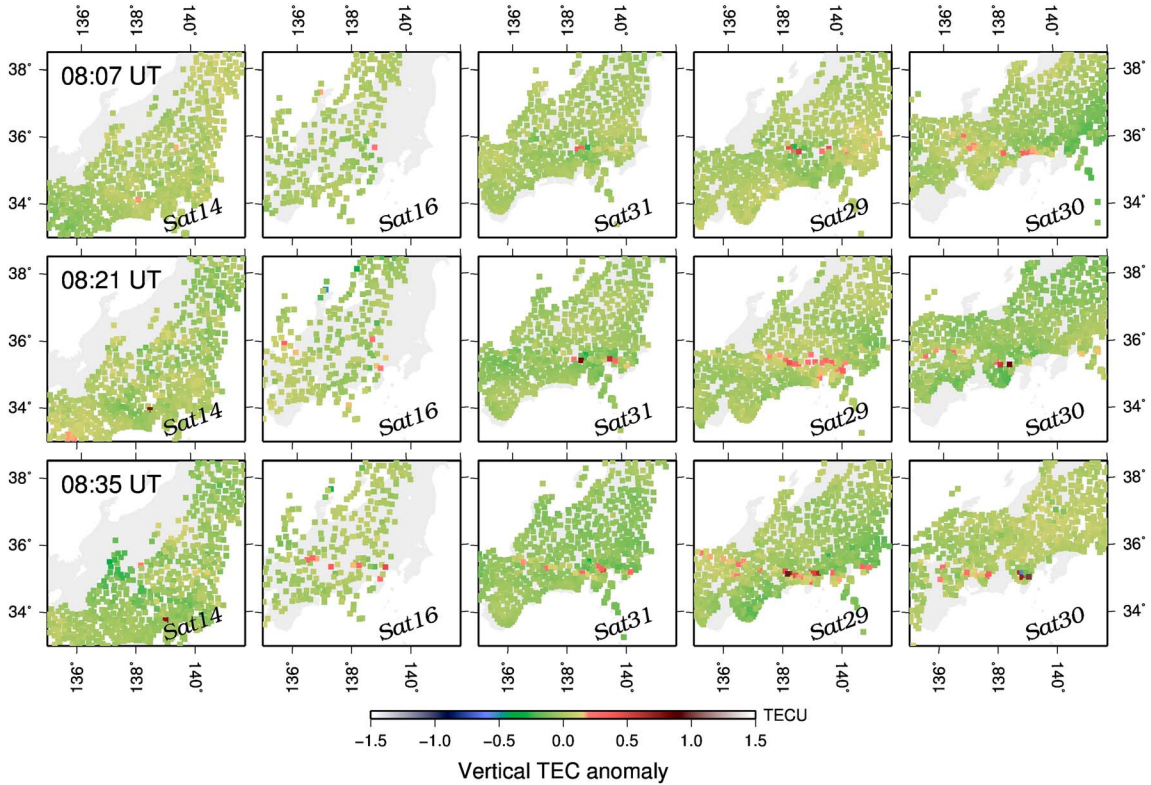 136° 138° 140° 136° 138° 140° 136° 138° 140° 136° 138° 140° 136° 138° 140°
38° 08:07 UT 38°
36° 36°
34° Sat14 Sat16 Sat31 Sat29 Sat30 34°
38° 08:21 UT 38°
36° 36°
34° Sat14 Sat16 Sat31 Sat29 Sat30 34°
38° 08:35 UT 38°
36° 36°
34° Sat14 Sat16 Sat31 Sat29 Sat30 34°
136° 138° 140° 136° 138° 140° 136° 138° 140° 136° 138° 140° 136° 138° 140°
TECU
−1.5 −1.0 −0.5 0.0 0.5 1.0 1.5
Vertical TEC anomaly